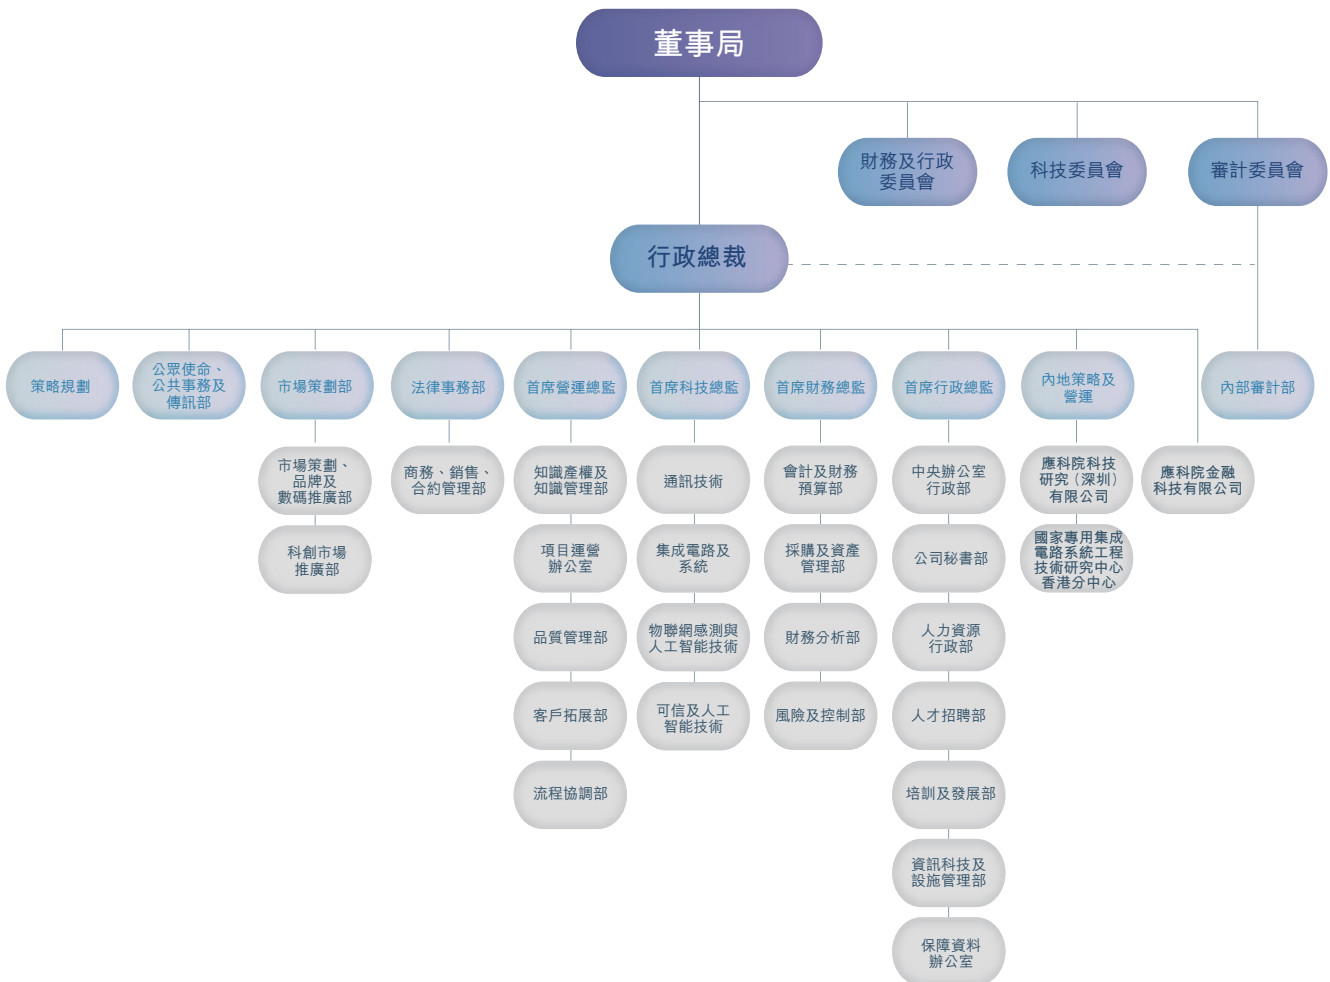 董事局
財務及行政
委員會
科技委員會
審計委員會
行政總裁
策略規劃
公眾使命、
公共事務及
傳訊部
市場策劃部
法律事務部
首席營運總監
首席科技總監
首席財務總監
首席行政總監
內地策略及
營運
內部審計部
市場策劃、
品牌及
數碼推廣部
科創市場
推廣部
商務、銷售、
合約管理部
知識產權及
知識管理部
項目運營
辦公室
品質管理部
客戶拓展部
流程協調部
通訊技術
集成電路及
系統
物聯網感測與
人工智能技術
可信及人工
智能技術
會計及財務
預算部
採購及資產
管理部
財務分析部
風險及控制部
中央辦公室
行政部
公司秘書部
人力資源
行政部
人才招聘部
培訓及發展部
資訊科技及
設施管理部
保障資料
辦公室
應科院科技
研究（深圳）
有限公司
國家專用集成
電路系統工程
技術研究中心
香港分中心
應科院金融
科技有限公司